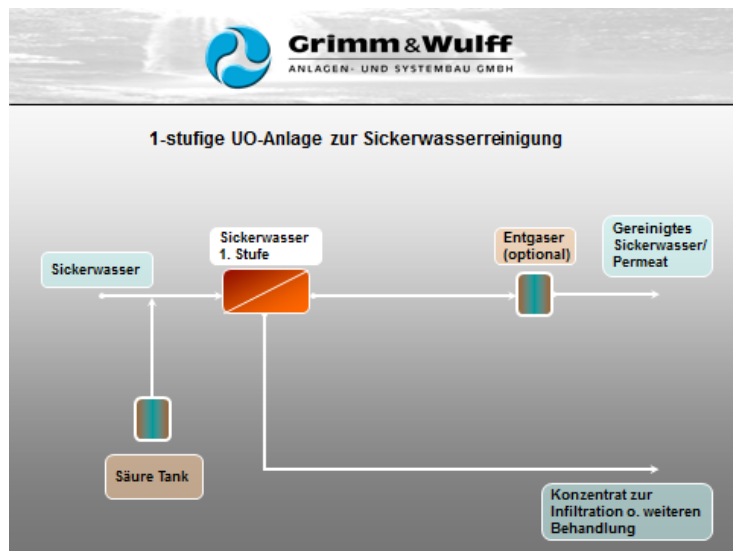 Grimm & Wulff
ANLAGEN- UND SYSTEMBAU GMBH
1-stufige UO-Anlage zur Sickerwasserreinigung
Sickerwasser
Sickerwasser
1. Stufe
Entgaser
(optional)
Gereinigtes
Sickerwasser/
Permeat
Säure Tank
Konzentrat zur
Infiltration o. weiteren
Behandlung